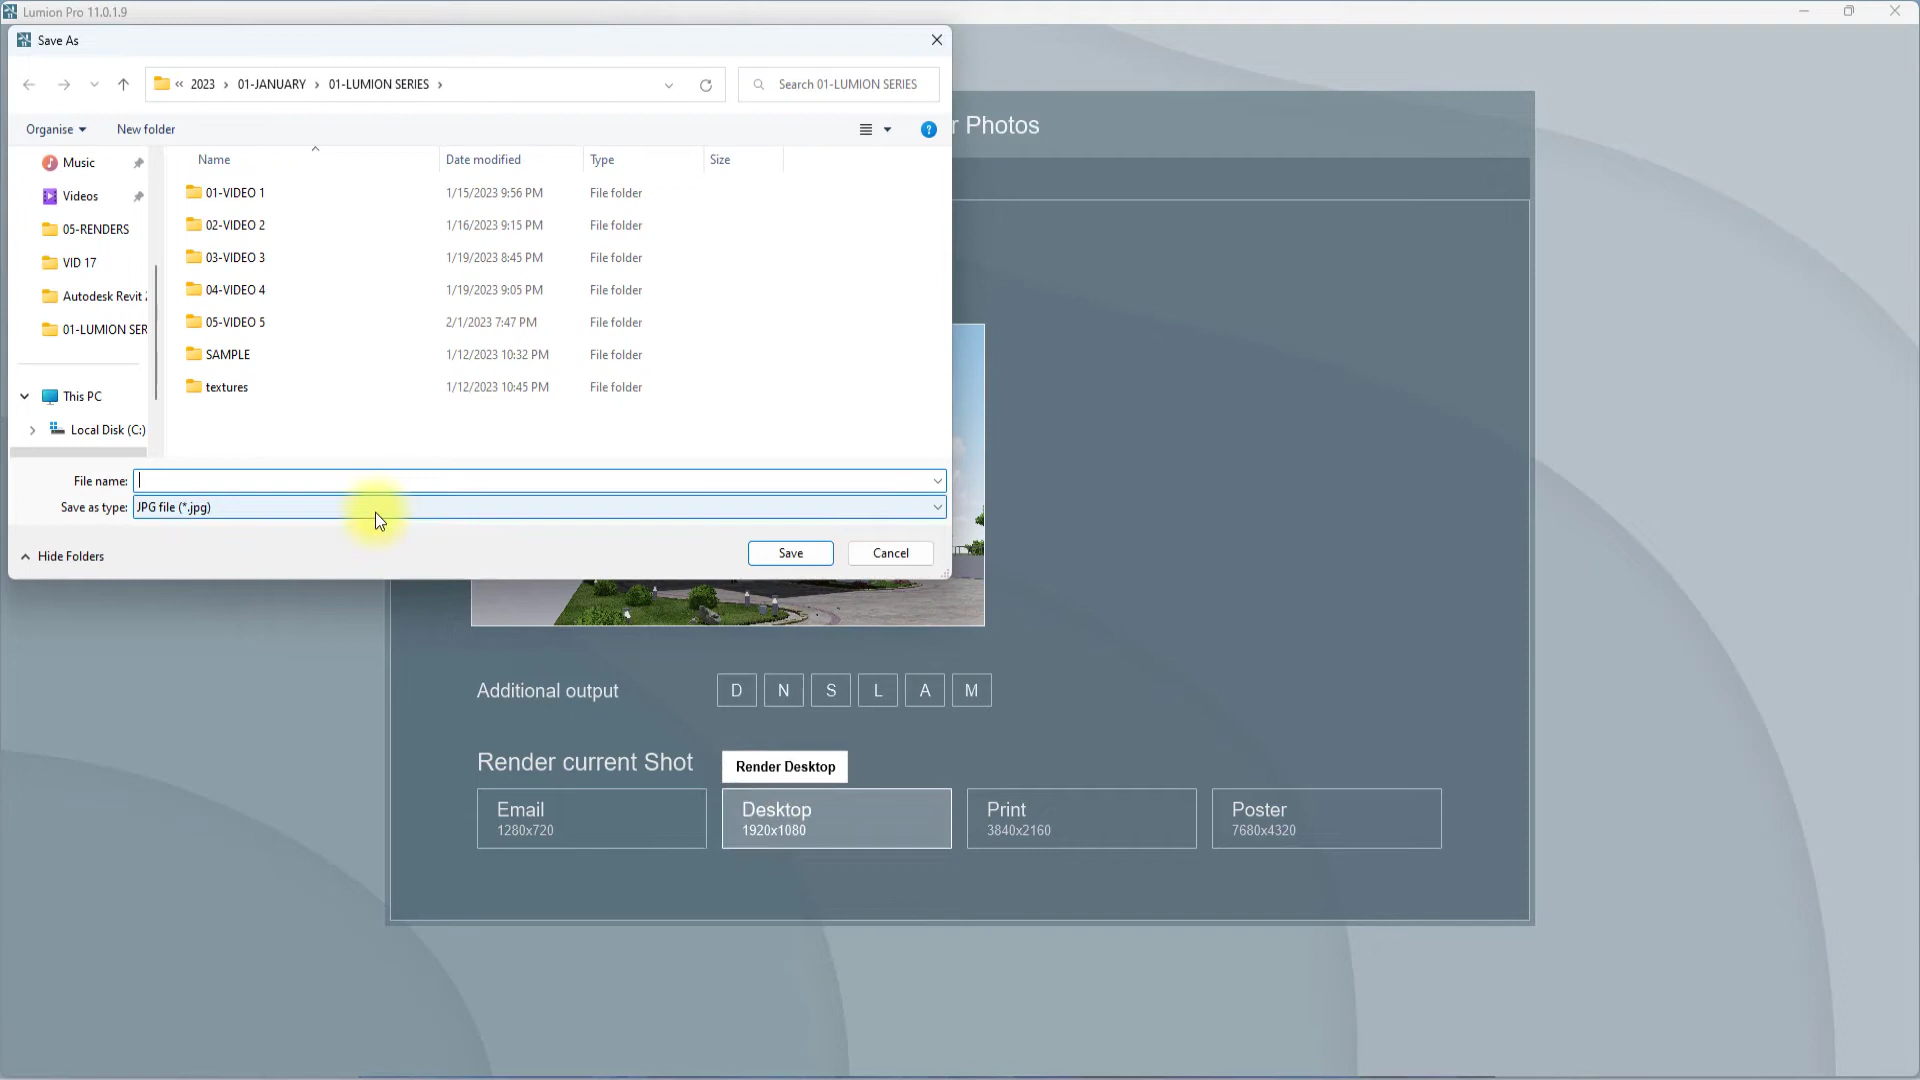 Lumion Pro 11.0.1.9
Save As
« 2023 › 01-JANUARY › 01-LUMION SERIES ›
Search 01-LUMION SERIES
Organise
New folder
r Photos
Music
Videos
05-RENDERS
VID 17
Autodesk Revit
01-LUMION SER
This PC
Local Disk (C:)
Name Date modified Type Size
01-VIDEO 1 1/15/2023 9:56 PM File folder
02-VIDEO 2 1/16/2023 9:15 PM File folder
03-VIDEO 3 1/19/2023 8:45 PM File folder
04-VIDEO 4 1/19/2023 9:05 PM File folder
05-VIDEO 5 2/1/2023 7:47 PM File folder
SAMPLE 1/12/2023 10:32 PM File folder
textures 1/12/2023 10:45 PM File folder
File name:
Save as type: JPG file (*.jpg)
Hide Folders
Save
Cancel
Additional output D N S L A M
Render current Shot
Render Desktop
Email
1280x720
Desktop
1920x1080
Print
3840x2160
Poster
7680x4320